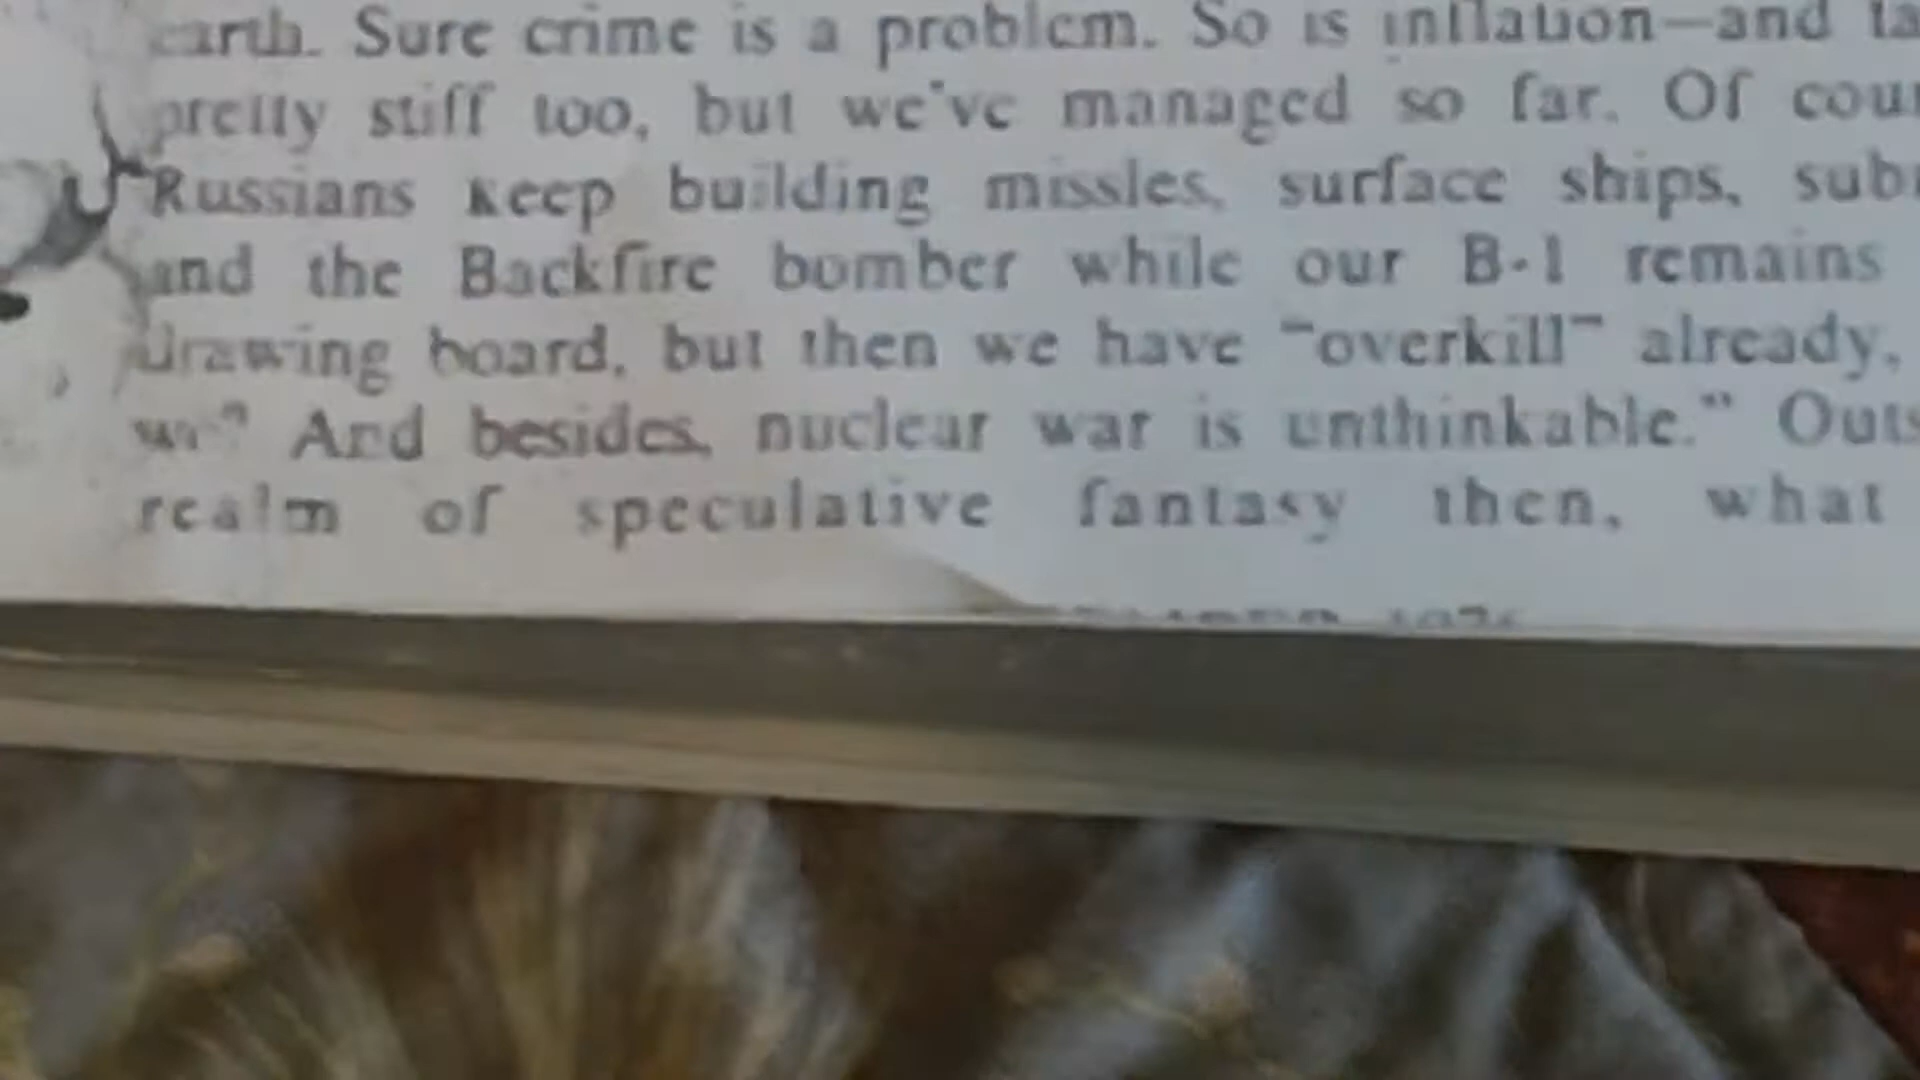 earth. Sure crime is a problem. So is inflation—and ta
pretty stiff too, but we've managed so far. Of cour
Russians keep building missles, surface ships, sub
and the Backfire bomber while our B-1 remains
drawing board, but then we have "overkill" already,
And besides, nuclear war is unthinkable." Outs
realm of speculative fantasy then, what